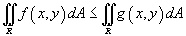 ∬_R f(x,y)dA ≤ ∬_R g(x,y)dA